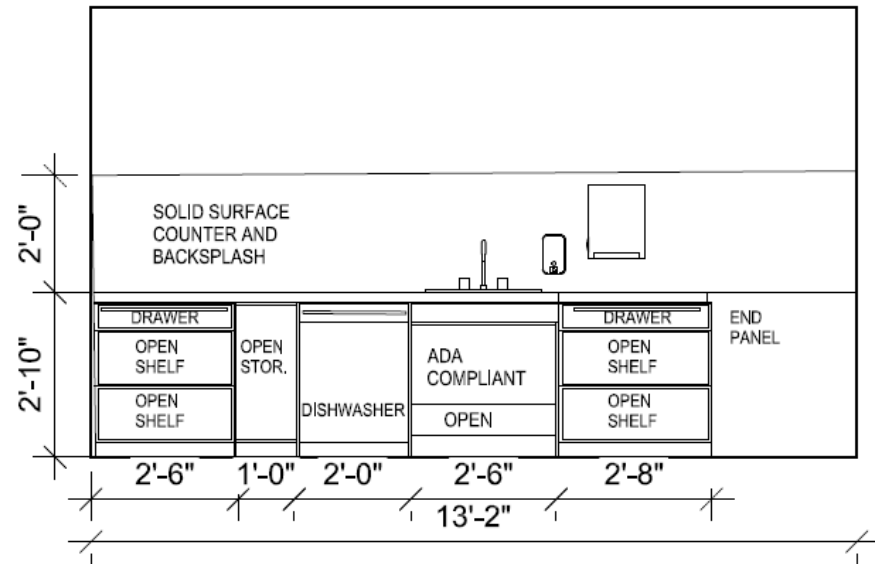 2'-0"
SOLID SURFACE
COUNTER AND
BACKSPLASH
2'-10"
DRAWER
OPEN
SHELF
OPEN
SHELF
OPEN
STOR.
DISHWASHER
ADA
COMPLIANT
OPEN
DRAWER
OPEN
SHELF
OPEN
SHELF
END
PANEL
2'-6" 1'-0" 2'-0" 2'-6" 2'-8"
13'-2"